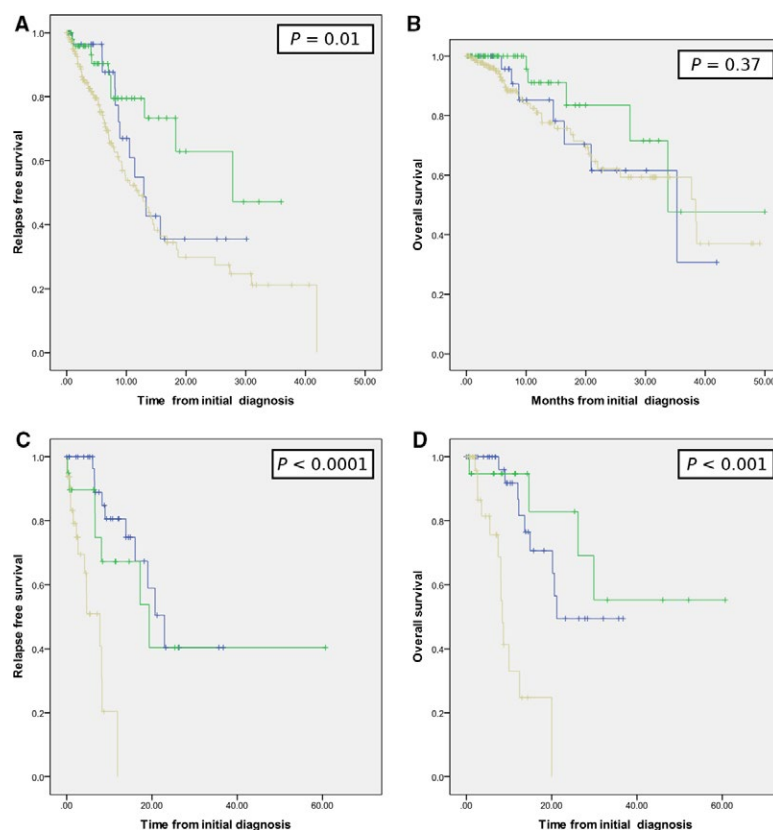 A
P = 0.01
Relapse free survival
1.0
0.8
0.6
0.4
0.2
0.0
.00 10.00 20.00 30.00 40.00 50.00
Time from initial diagnosis
B
P = 0.37
Overall survival
1.0
0.8
0.6
0.4
0.2
0.0
.00 10.00 20.00 30.00 40.00 50.00
Months from initial diagnosis
C
P < 0.0001
Relapse free survival
1.0
0.8
0.6
0.4
0.2
0.0
.00 20.00 40.00 60.00
Time from initial diagnosis
D
P < 0.001
Overall survival
1.0
0.8
0.6
0.4
0.2
0.0
.00 20.00 40.00 60.00
Time from initial diagnosis